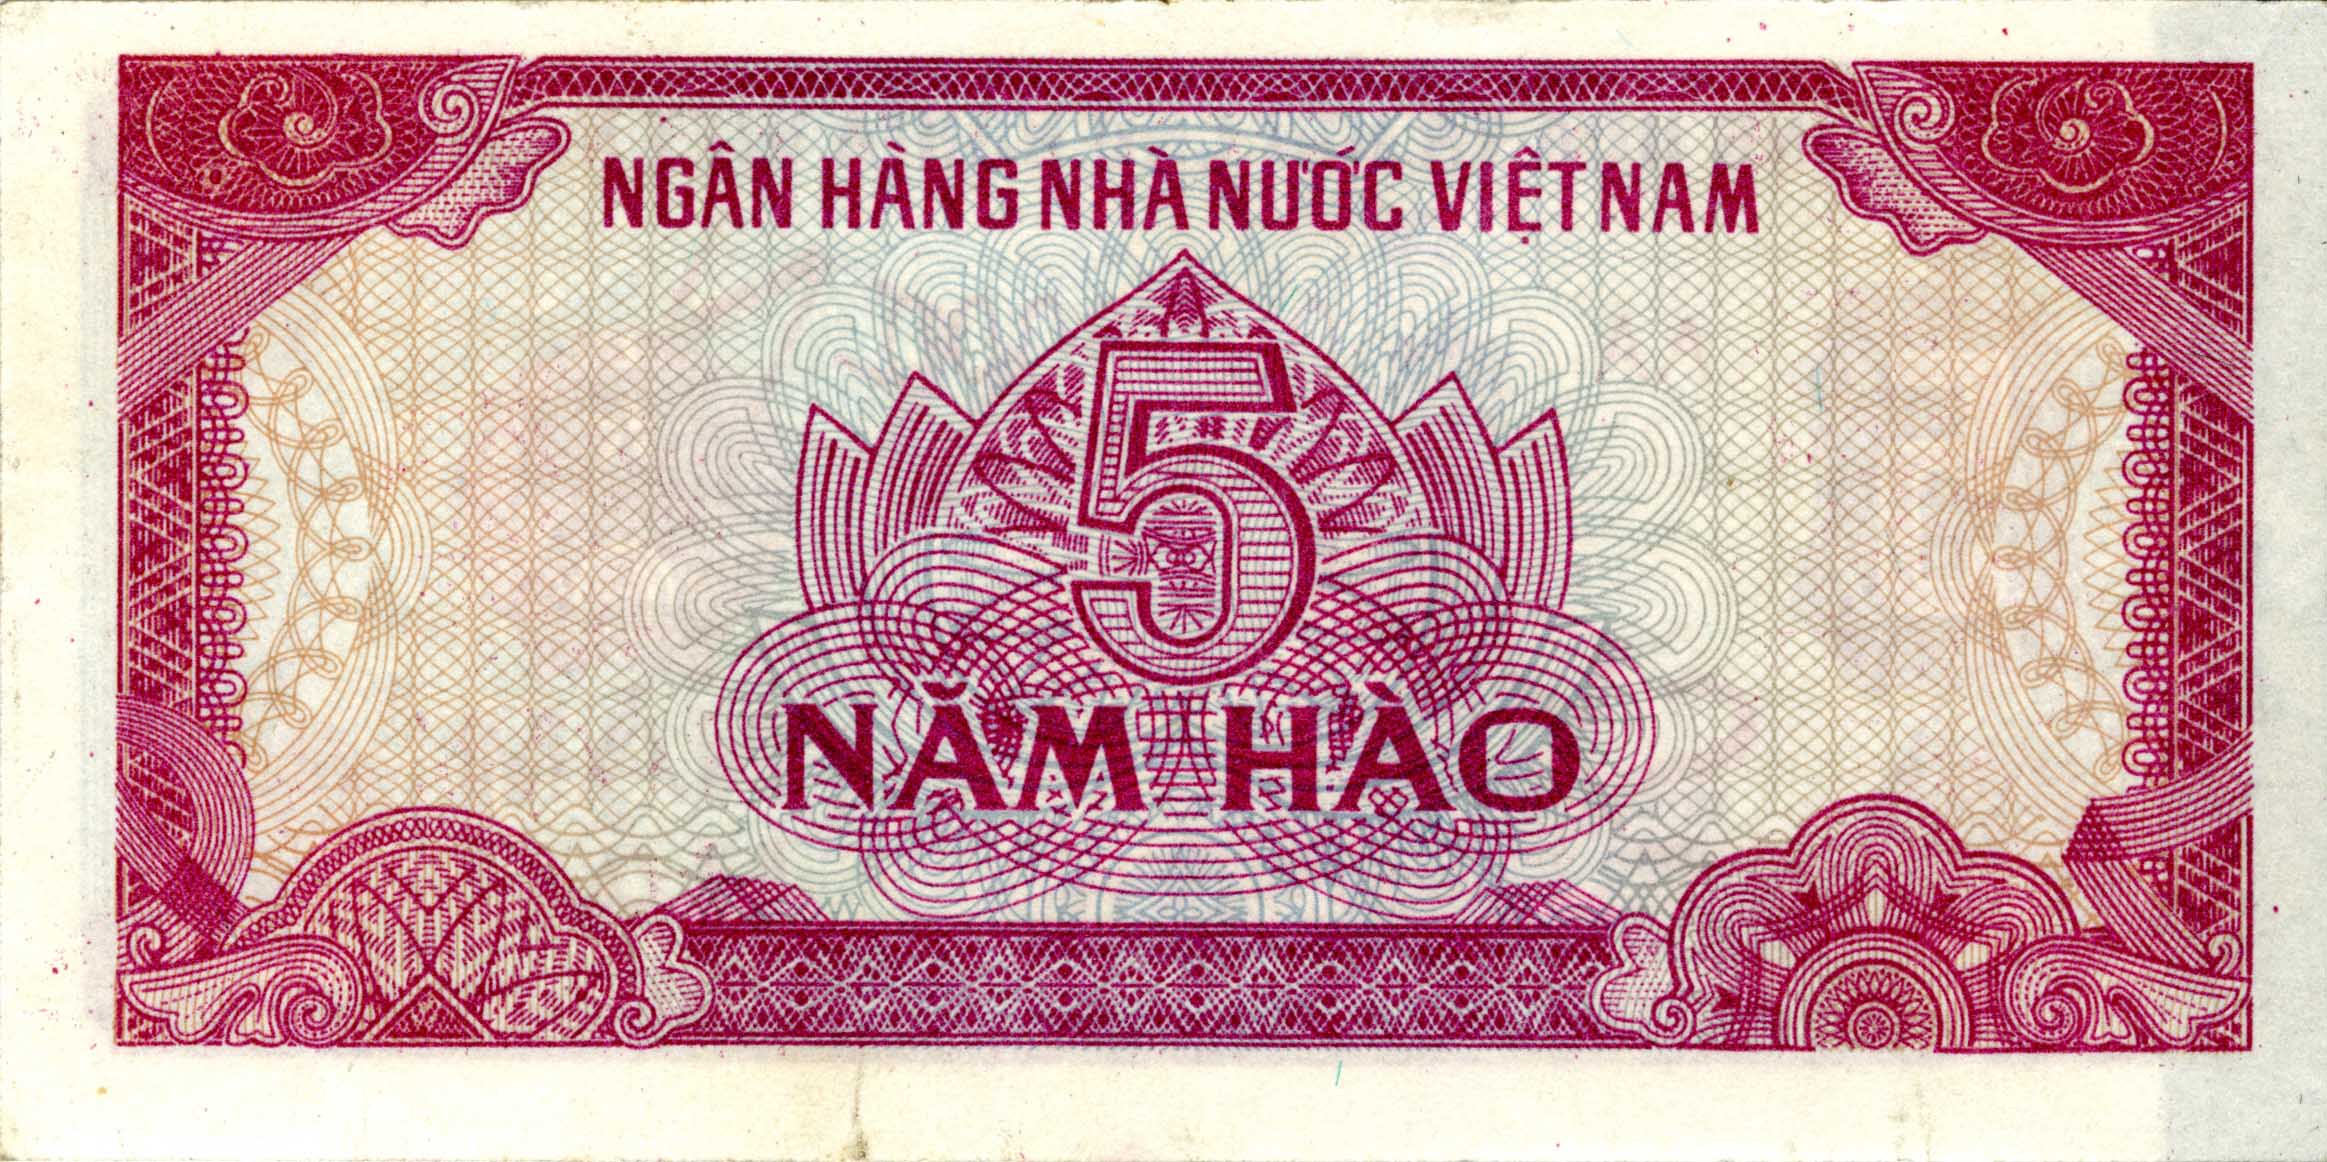 NGÂN HÀNG NHÀ NƯỚC VIỆT NAM
5
NĂM HÀO